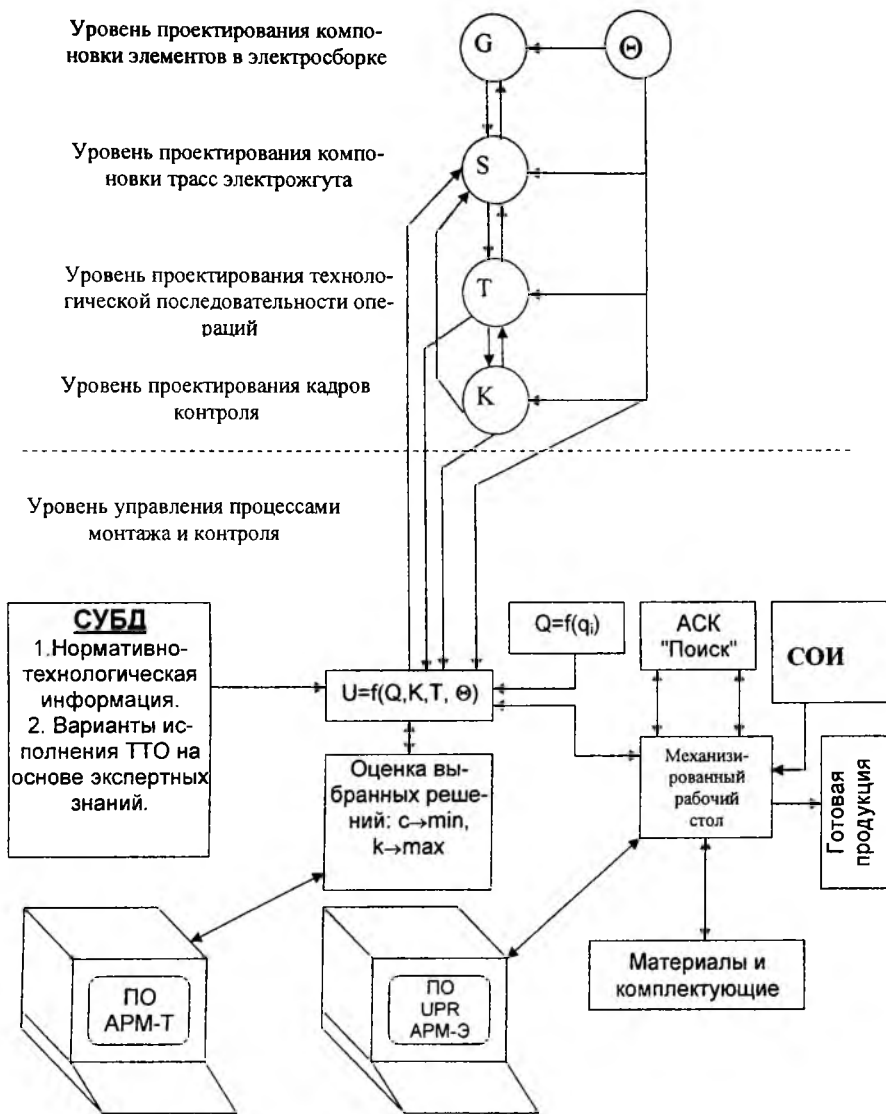 Уровень проектирования компо-
новки элементов в электросборке
G
Θ
Уровень проектирования компо-
новки трасс электрожгута
S
Уровень проектирования техноло-
гической последовательности опе-
раций
T
Уровень проектирования кадров
контроля
K
Уровень управления процессами
монтажа и контроля
СУБД
1.Нормативно-
технологическая
информация.
2. Варианты ис-
полнения ТТО на
основе экспертных
знаний.
U=f(Q,K,T, Θ)
Q=f(qi)
АСК
"Поиск"
СОИ
Оценка вы-
бранных реше-
ний: c→min,
k→max
Механизи-
рованный
рабочий
стол
Готовая
продукция
Материалы и
комплектующие
ПО
АРМ-Т
ПО
UPR
АРМ-Э